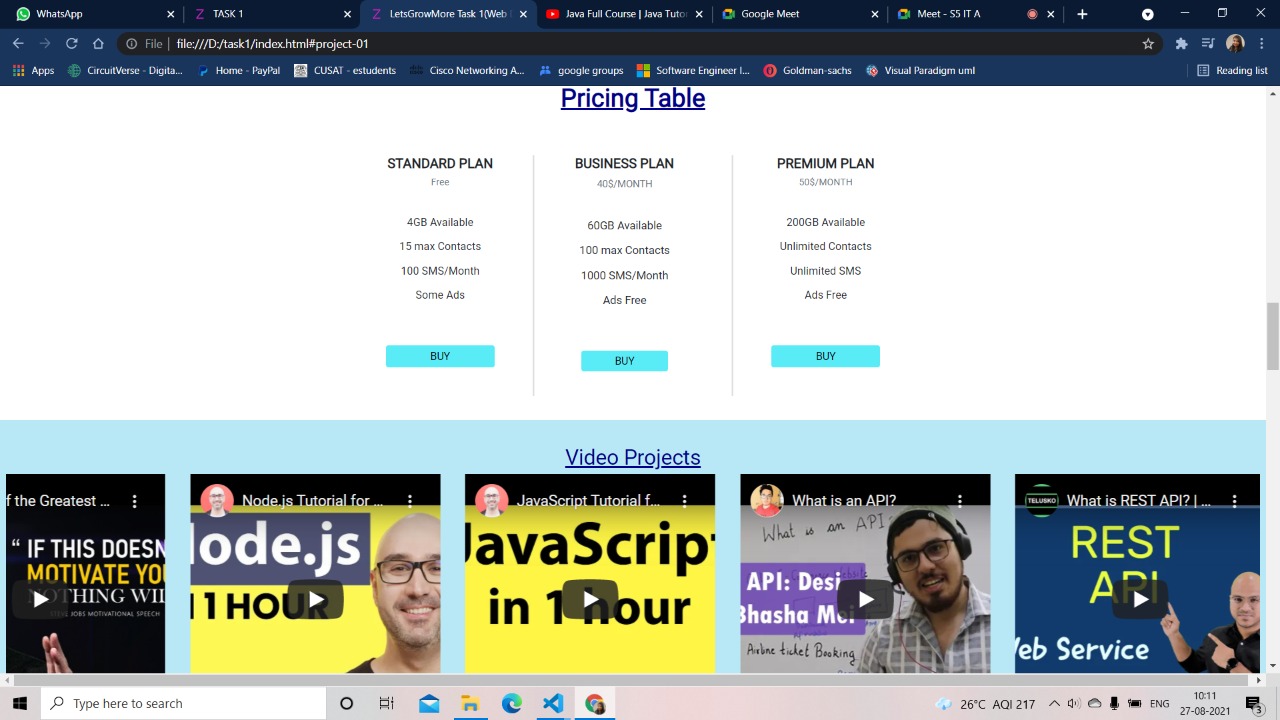 WhatsApp
TASK 1
LetsGrowMore Task 1(Web
Java Full Course | Java Tuto
Google Meet
Meet - S5 IT A
File
file:///D:/task1/index.html#project-01
Apps
CircuitVerse - Digita...
Home - PayPal
CUSAT - estudents
Cisco Networking A...
google groups
Software Engineer I...
Goldman-sachs
Visual Paradigm uml
Reading list
Pricing Table
STANDARD PLAN
Free
4GB Available
15 max Contacts
100 SMS/Month
Some Ads
BUY
BUSINESS PLAN
40$/MONTH
60GB Available
100 max Contacts
1000 SMS/Month
Ads Free
BUY
PREMIUM PLAN
50$/MONTH
200GB Available
Unlimited Contacts
Unlimited SMS
Ads Free
BUY
Video Projects
f the Greatest ...
“ IF THIS DOESN
MOTIVATE YOU
NOTHING WIL
STEVE JOBS MOTIVATIONAL SPEECH
Node.js Tutorial for ...
ode.js
1 HOUR
JavaScript Tutorial f...
JavaScript
in 1 hour
What is an API?
What is an API?
API: Desi
Bhasha Mei
Airline ticket Booking
TELUSKO
What is REST API? | ...
REST
API
Web Service
Type here to search
26°C AQI 217
ENG
10:11
27-08-2021
3